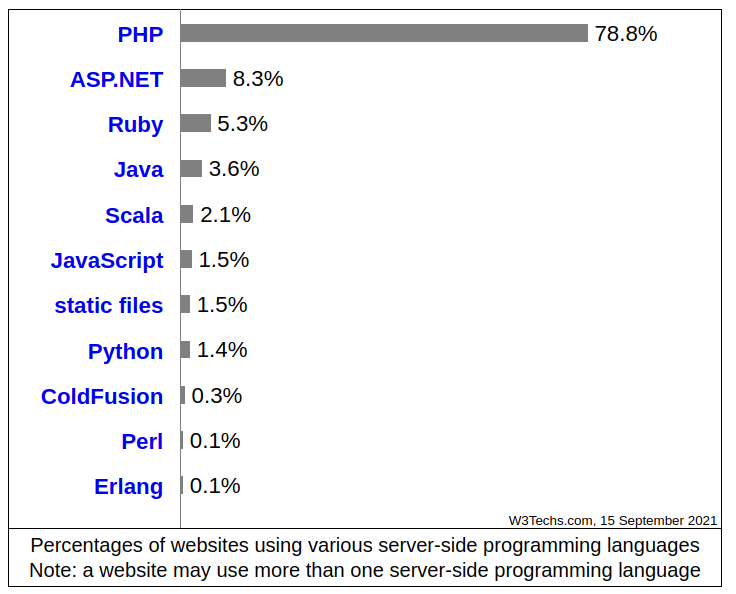 PHP 78.8%
ASP.NET 8.3%
Ruby 5.3%
Java 3.6%
Scala 2.1%
JavaScript 1.5%
static files 1.5%
Python 1.4%
ColdFusion 0.3%
Perl 0.1%
Erlang 0.1%
W3Techs.com, 15 September 2021
Percentages of websites using various server-side programming languages
Note: a website may use more than one server-side programming language